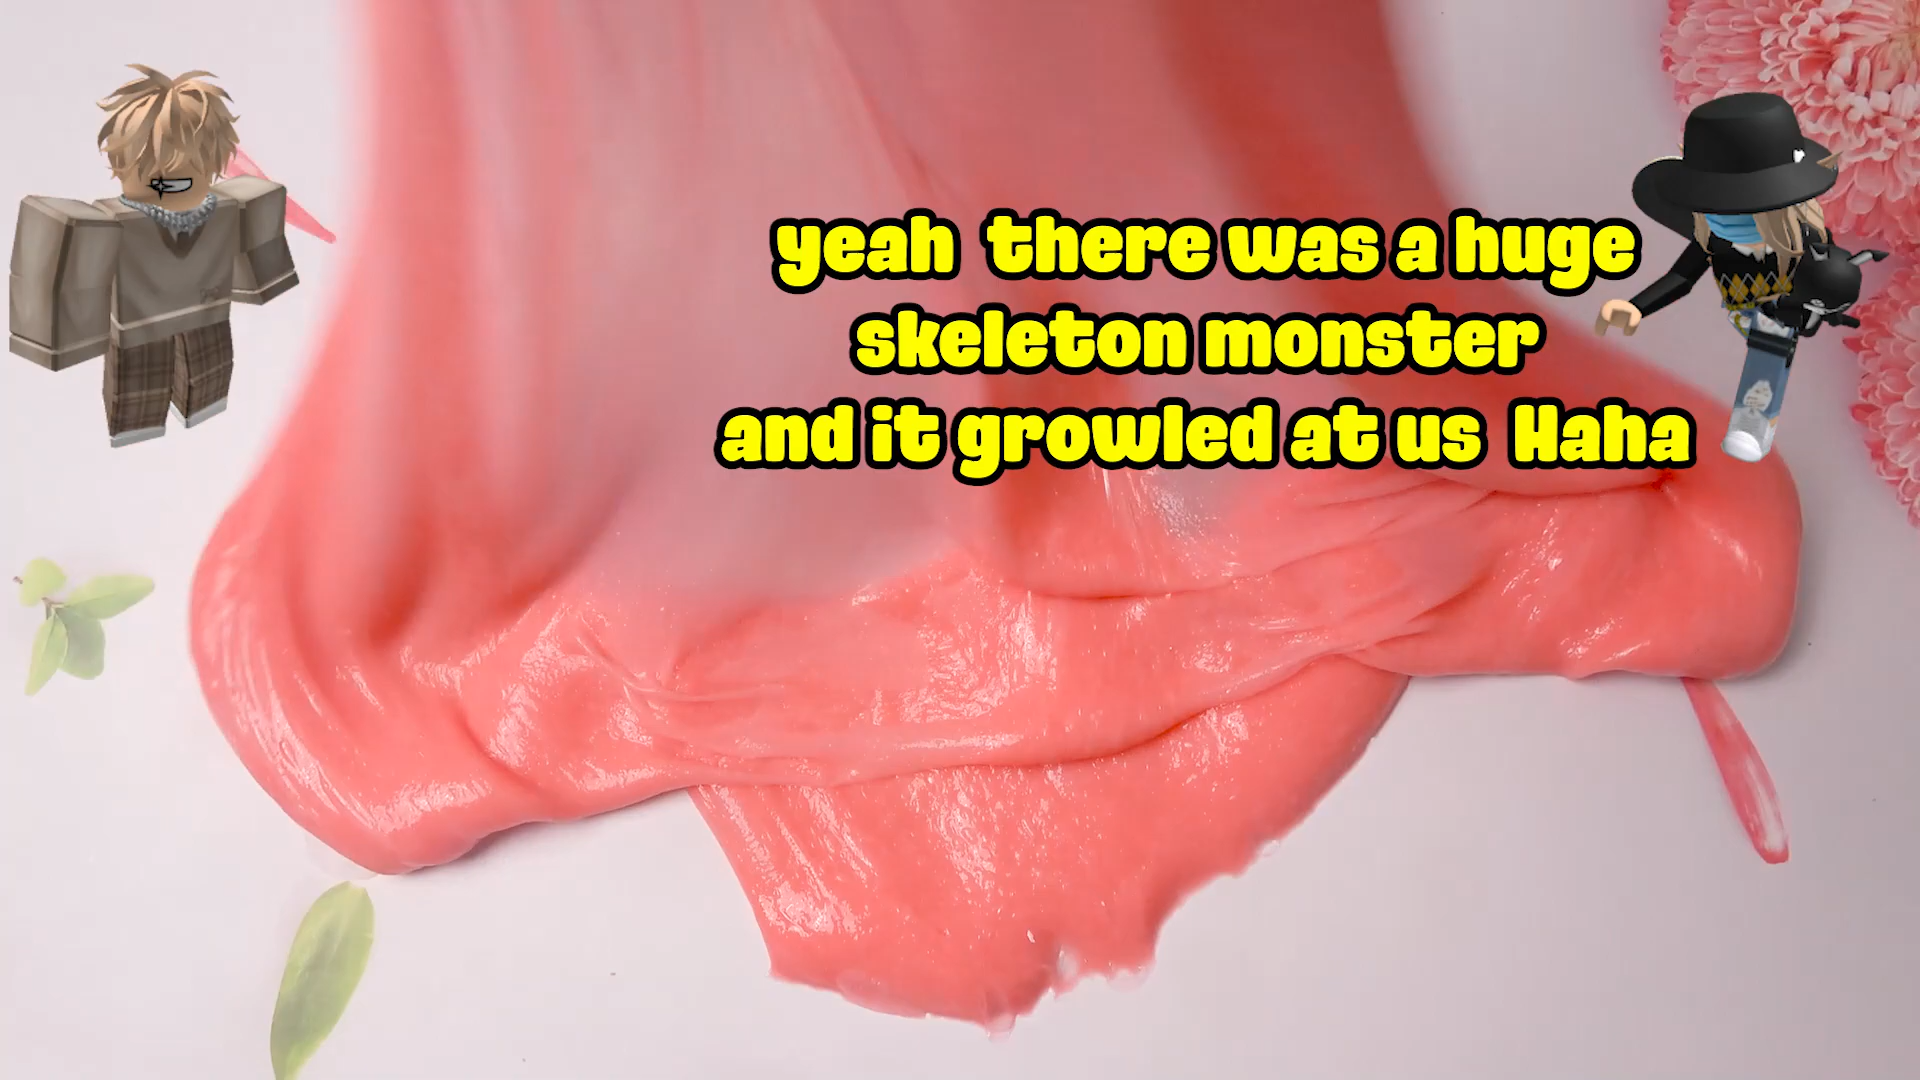 yeah there was a huge
skeleton monster
and it growled at us Haha